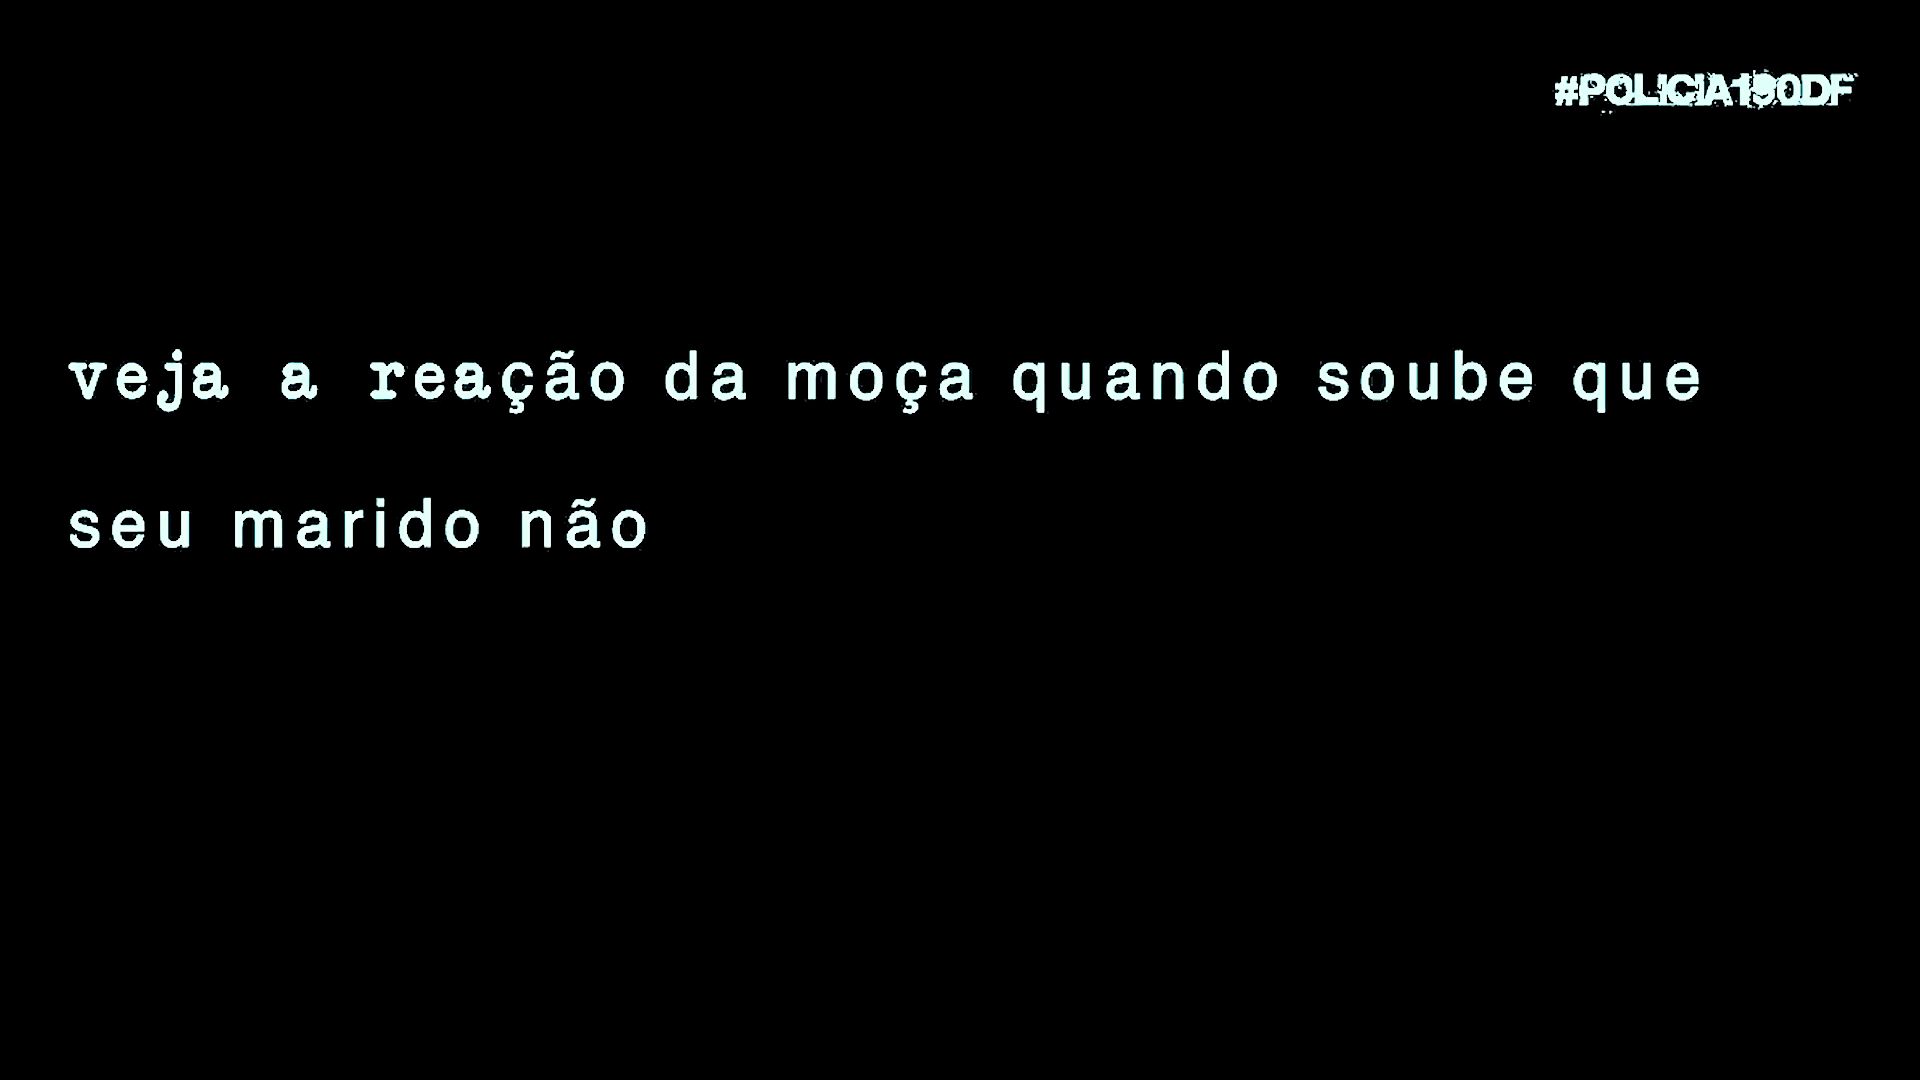 #POLICIA190DF
veja a reação da moça quando soube que
seu marido não